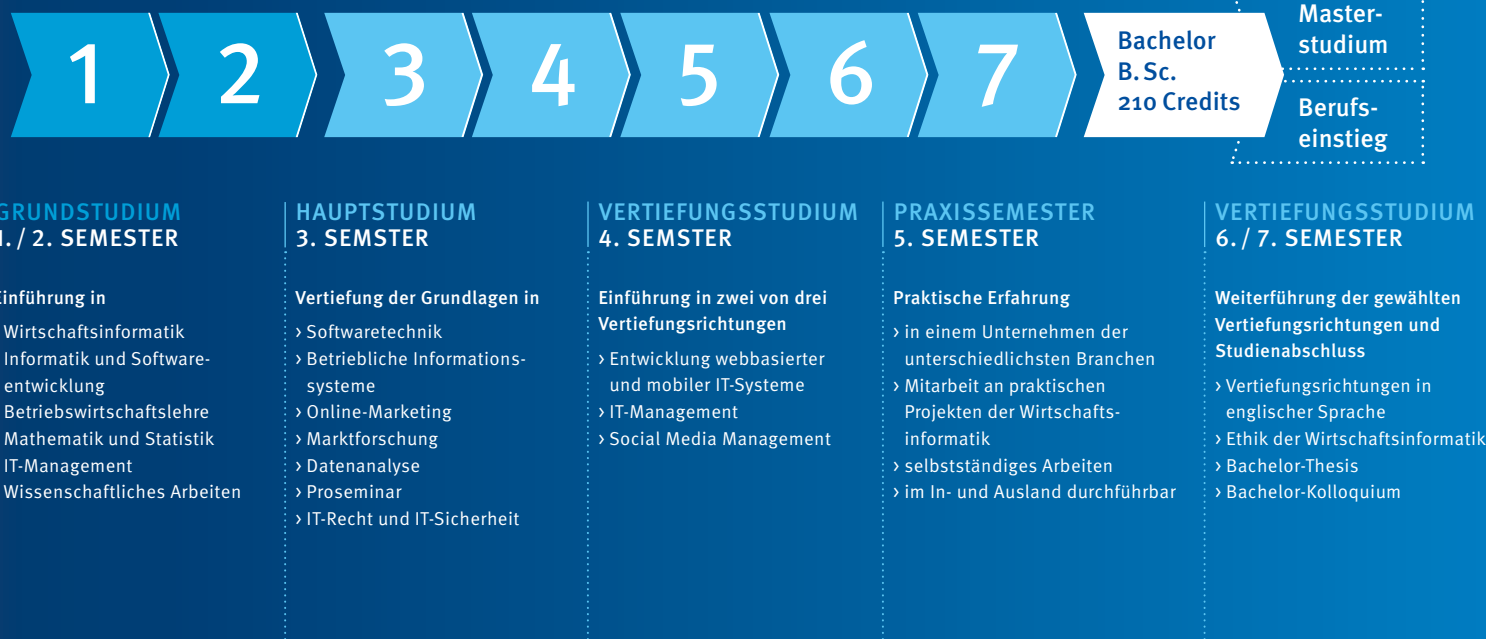 1
2
3
4
5
6
7
Bachelor
B. Sc.
210 Credits
Master-
studium
Berufs-
einstieg
GRUNDSTUDIUM
1. / 2. SEMESTER
Einführung in
Wirtschaftsinformatik
Informatik und Software-
entwicklung
Betriebswirtschaftslehre
Mathematik und Statistik
IT-Management
Wissenschaftliches Arbeiten
HAUPTSTUDIUM
3. SEMSTER
Vertiefung der Grundlagen in
› Softwaretechnik
› Betriebliche Informations-
systeme
› Online-Marketing
› Marktforschung
› Datenanalyse
› Proseminar
› IT-Recht und IT-Sicherheit
VERTIEFUNGSSTUDIUM
4. SEMSTER
Einführung in zwei von drei
Vertiefungsrichtungen
› Entwicklung webbasierter
und mobiler IT-Systeme
› IT-Management
› Social Media Management
PRAXISSEMESTER
5. SEMESTER
Praktische Erfahrung
› in einem Unternehmen der
unterschiedlichsten Branchen
› Mitarbeit an praktischen
Projekten der Wirtschafts-
informatik
› selbstständiges Arbeiten
› im In- und Ausland durchführbar
VERTIEFUNGSSTUDIUM
6. / 7. SEMESTER
Weiterführung der gewählten
Vertiefungsrichtungen und
Studienabschluss
› Vertiefungsrichtungen in
englischer Sprache
› Ethik der Wirtschaftsinformatik
› Bachelor-Thesis
› Bachelor-Kolloquium